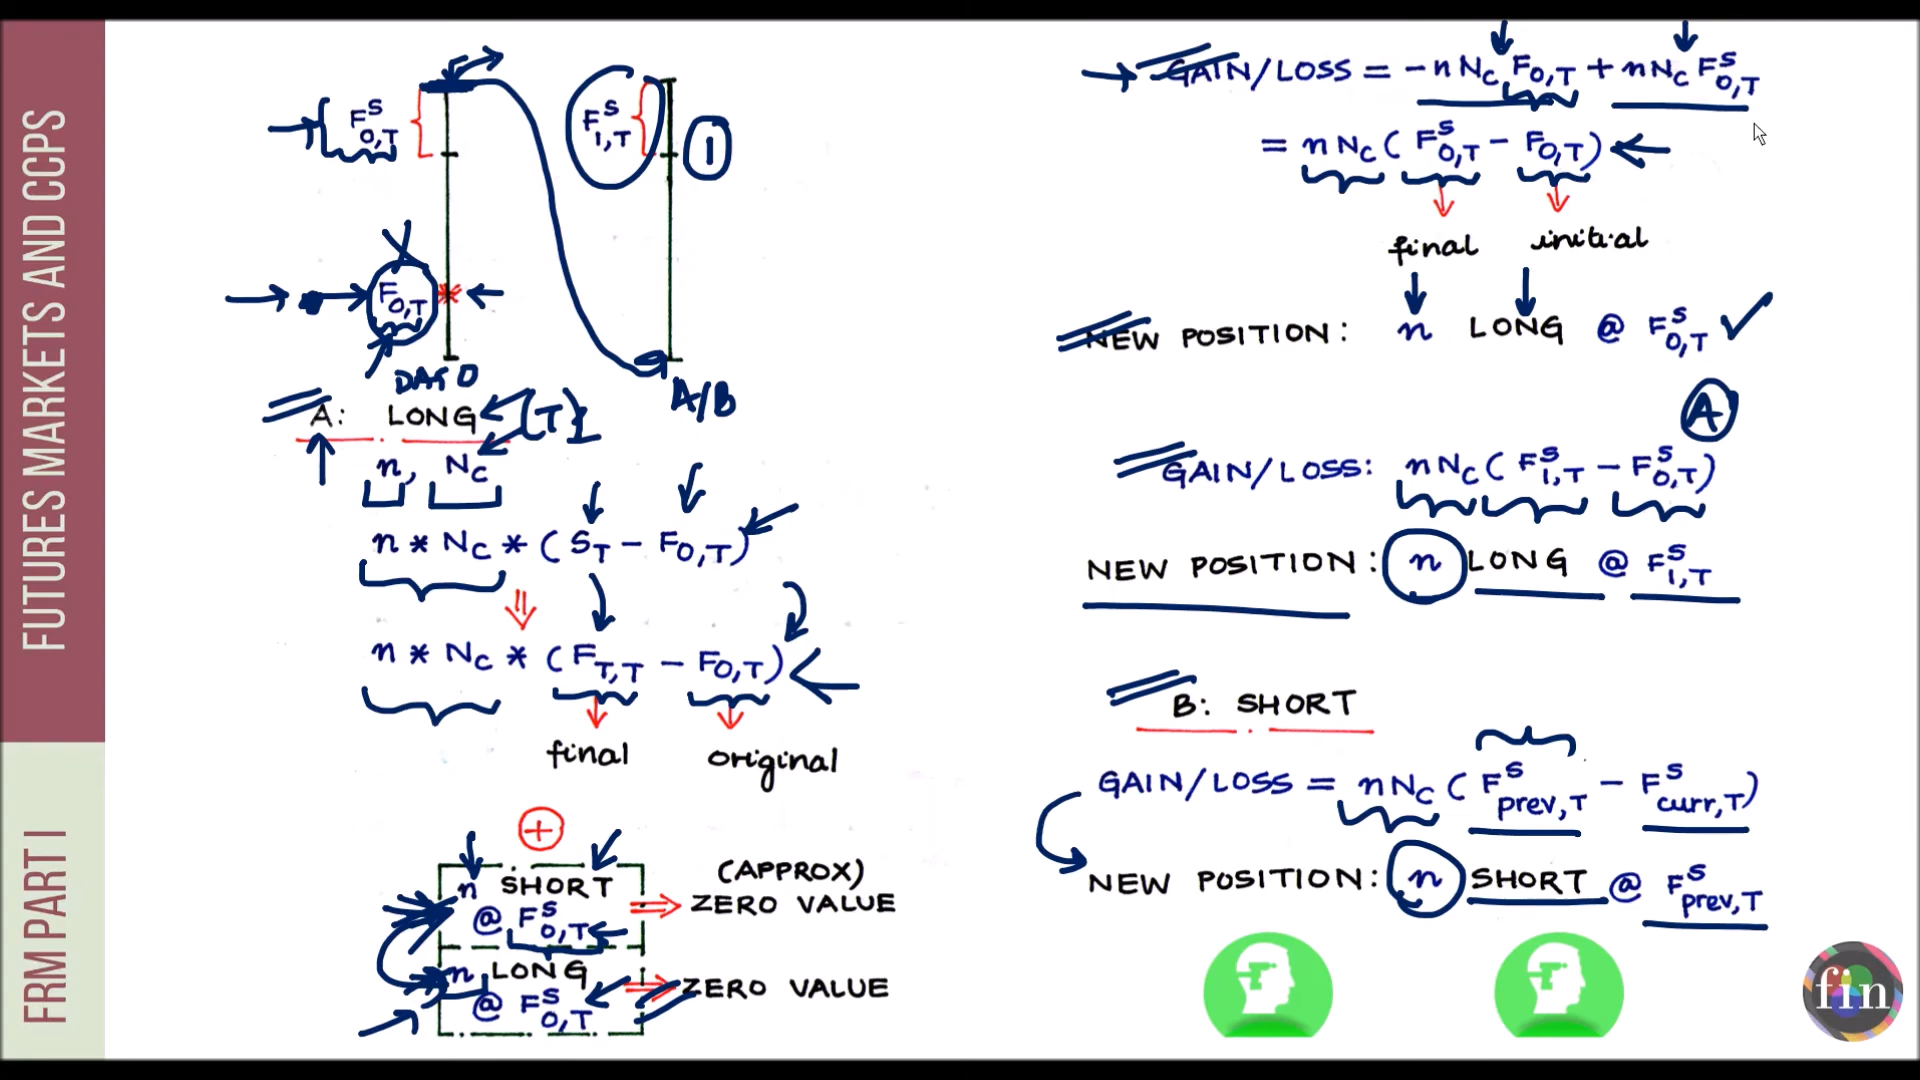 FUTURES MARKETS AND CCPS
FRM PART I
F^S_{0,T}
F_{0,T}
DAY 0
F^S_{1,T}
1
A/B
A: LONG (T)
n, N_C
n * N_C * (S_T - F_{0,T})
n * N_C * (F_{T,T} - F_{0,T})
final original
+
n SHORT
@ F^S_{0,T}
(APPROX)
ZERO VALUE
n LONG
@ F^S_{0,T}
ZERO VALUE
GAIN/LOSS = -n N_C F_{0,T} + n N_C F^S_{0,T}
= n N_C (F^S_{0,T} - F_{0,T})
final initial
NEW POSITION: n LONG @ F^S_{0,T}
A
GAIN/LOSS: n N_C (F^S_{1,T} - F^S_{0,T})
NEW POSITION: n LONG @ F^S_{1,T}
B: SHORT
GAIN/LOSS = n N_C (F^S_{prev,T} - F^S_{curr,T})
NEW POSITION: n SHORT @ F^S_{prev,T}
fin